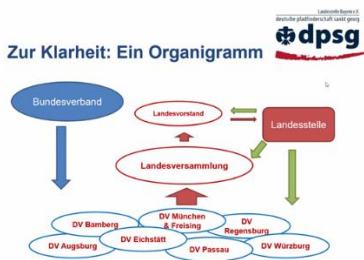 Landesstelle Bayern e.V.
deutsche pfadfinderschaft sankt georg
dpsg
Zur Klarheit: Ein Organigramm
Bundesverband
Landesvorstand
Landesstelle
Landesversammlung
DV Bamberg
DV München
& Freising
DV
Regensburg
DV Augsburg
DV Eichstätt
DV Passau
DV Würzburg